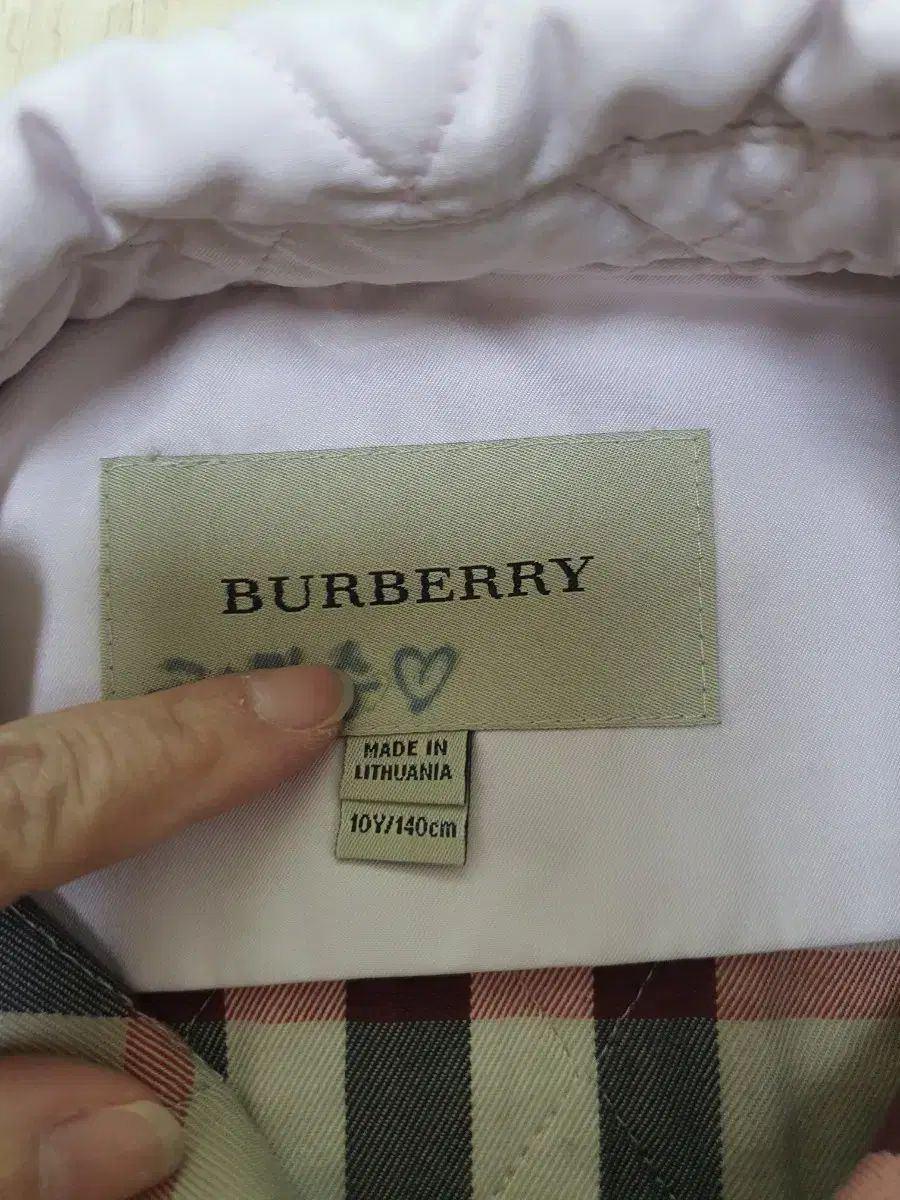 BURBERRY
♡
MADE IN
LITHUANIA
10Y/140cm